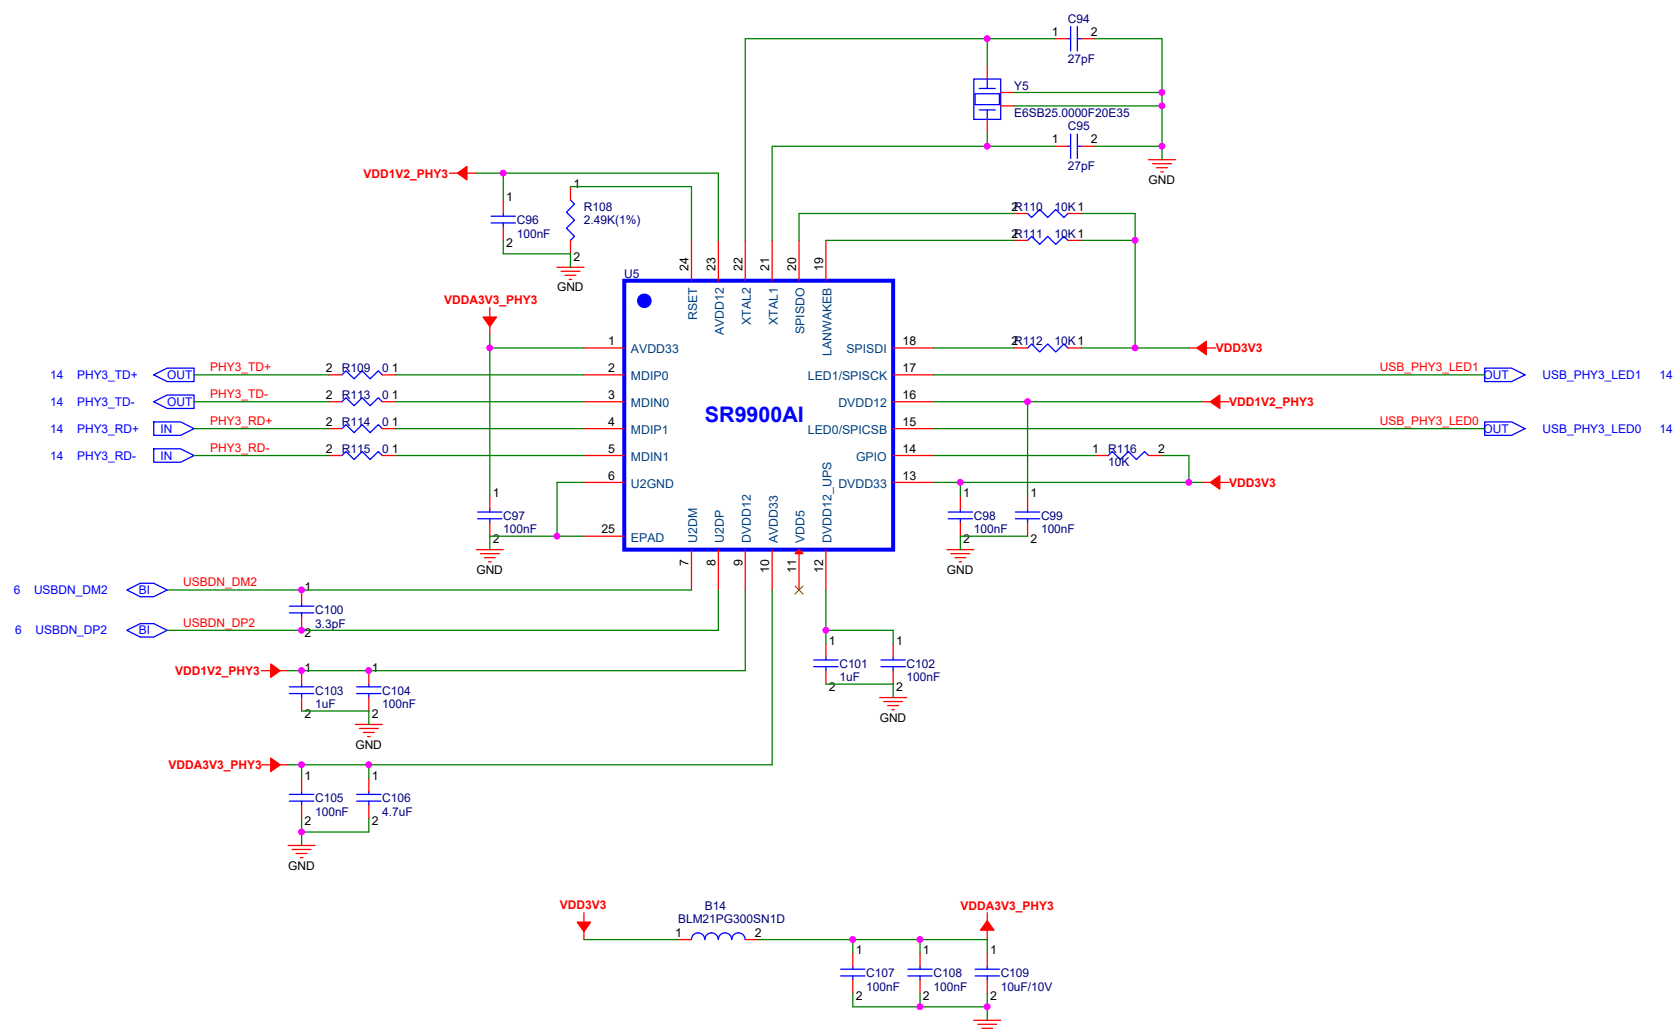 C94
1 2
27pF
Y5
E6SB25.0000F20E35
C95
1 2
27pF
GND
VDD1V2_PHY3
1
C96
100nF
2
1
R108
2.49K(1%)
2
GND
2 R110 10K 1
2 R111 10K 1
U5
24 23 22 21 20 19
RSET AVDD12 XTAL2 XTAL1 SPISDO LANWAKEB
VDDA3V3_PHY3
1 AVDD33
SPISDI 18
2 R112 10K 1
VDD3V3
14 PHY3_TD+ OUT PHY3_TD+ 2 R109 0 1
2 MDIP0
LED1/SPISCK 17
USB_PHY3_LED1 OUT USB_PHY3_LED1 14
14 PHY3_TD- OUT PHY3_TD- 2 R113 0 1
3 MDIN0
DVDD12 16
VDD1V2_PHY3
SR9900AI
14 PHY3_RD+ IN PHY3_RD+ 2 R114 0 1
4 MDIP1
LED0/SPICSB 15
USB_PHY3_LED0 OUT USB_PHY3_LED0 14
14 PHY3_RD- IN PHY3_RD- 2 R115 0 1
5 MDIN1
GPIO 14
1 R116 2
10K
6 U2GND
DVDD33 13
VDD3V3
1
C97
100nF
2
GND
25 EPAD
1
C98
100nF
2
GND
1
C99
100nF
2
U2DM U2DP DVDD12 AVDD33 VDD5 DVDD12_UPS
7 8 9 10 11 12
6 USBDN_DM2 BI USBDN_DM2
1
C100
3.3pF
2
6 USBDN_DP2 BI USBDN_DP2
1
C101
1uF
2
1
C102
100nF
2
GND
VDD1V2_PHY3
1
C103
1uF
2
1
C104
100nF
2
GND
VDDA3V3_PHY3
1
C105
100nF
2
1
C106
4.7uF
2
GND
VDD3V3
B14
BLM21PG300SN1D
1 2
VDDA3V3_PHY3
1
C107
100nF
2
1
C108
100nF
2
1
C109
10uF/10V
2